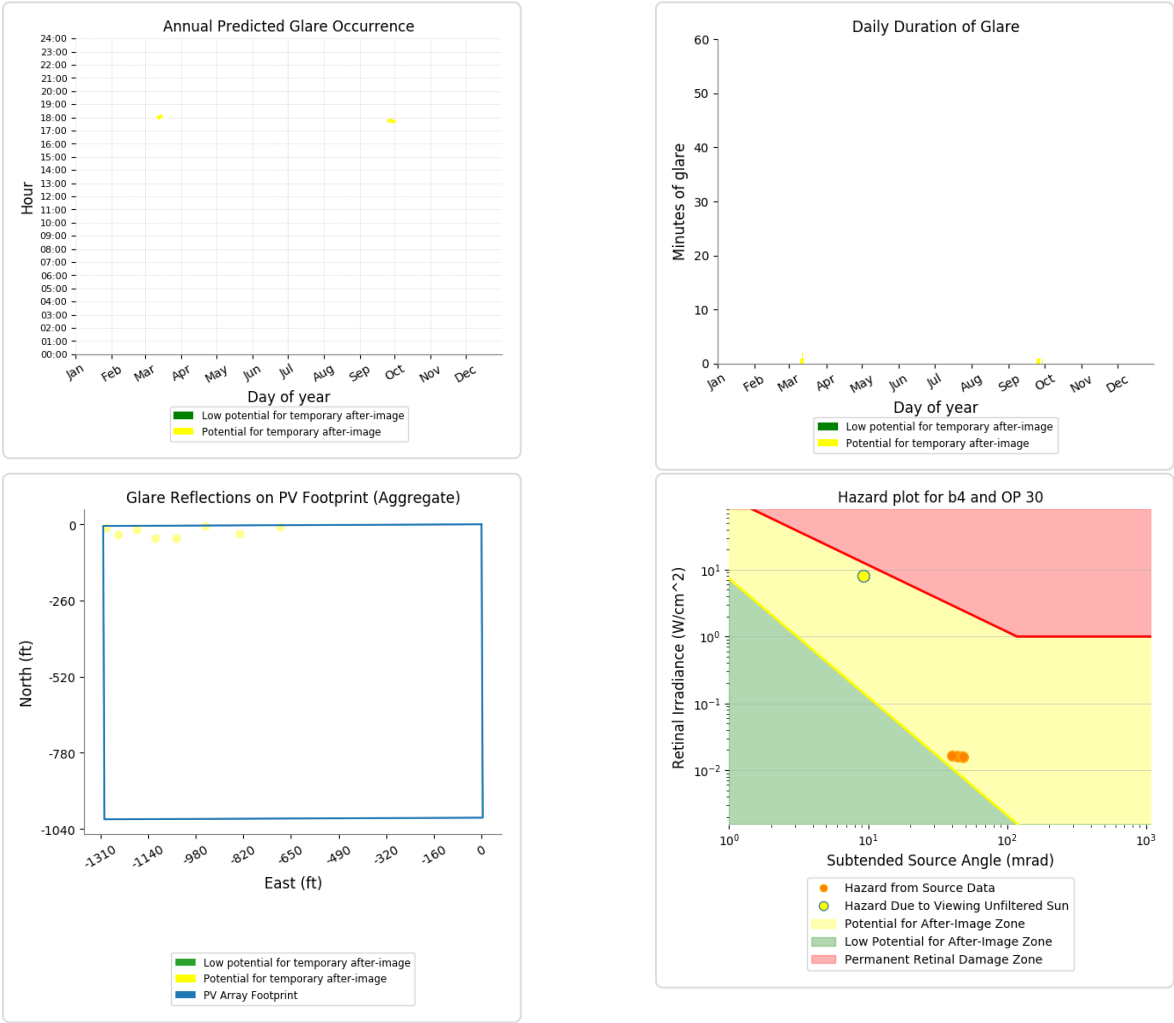 Annual Predicted Glare Occurrence
24:00
23:00
22:00
21:00
20:00
19:00
18:00
17:00
16:00
15:00
14:00
13:00
12:00
11:00
10:00
09:00
08:00
07:00
06:00
05:00
04:00
03:00
02:00
01:00
00:00
Hour
Jan Feb Mar Apr May Jun Jul Aug Sep Oct Nov Dec
Day of year
Low potential for temporary after-image
Potential for temporary after-image
Daily Duration of Glare
60
50
40
30
20
10
0
Minutes of glare
Jan Feb Mar Apr May Jun Jul Aug Sep Oct Nov Dec
Day of year
Low potential for temporary after-image
Potential for temporary after-image
Glare Reflections on PV Footprint (Aggregate)
0
-260
-520
-780
-1040
North (ft)
-1310 -1140 -980 -820 -650 -490 -320 -160 0
East (ft)
Low potential for temporary after-image
Potential for temporary after-image
PV Array Footprint
Hazard plot for b4 and OP 30
10^1
10^0
10^-1
10^-2
Retinal Irradiance (W/cm^2)
10^0 10^1 10^2 10^3
Subtended Source Angle (mrad)
Hazard from Source Data
Hazard Due to Viewing Unfiltered Sun
Potential for After-Image Zone
Low Potential for After-Image Zone
Permanent Retinal Damage Zone